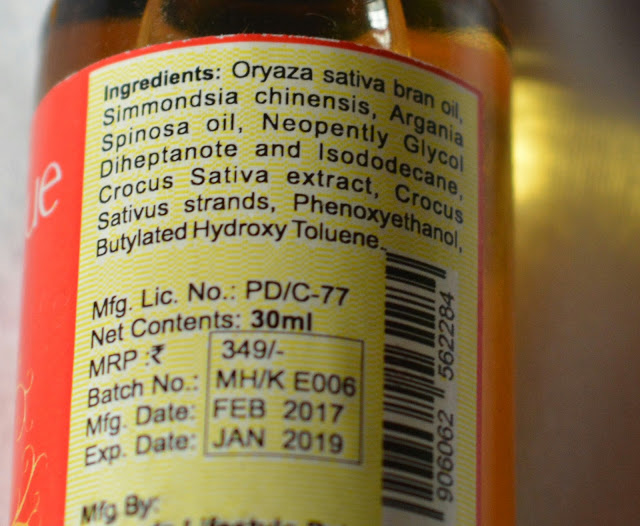 ue
Ingredients: Oryaza sativa bran oil,
Simmondsia chinensis, Argania
Spinosa oil, Neopently Glycol
Diheptanote and Isododecane,
Crocus Sativa extract, Crocus
Sativus strands, Phenoxyethanol,
Butylated Hydroxy Toluene.
Mfg. Lic. No.: PD/C-77
Net Contents: 30ml
MRP :₹ 349/-
Batch No.: MH/K E006
Mfg. Date: FEB 2017
Exp. Date: JAN 2019
Mfg By:
Lifestyle
906062 562284